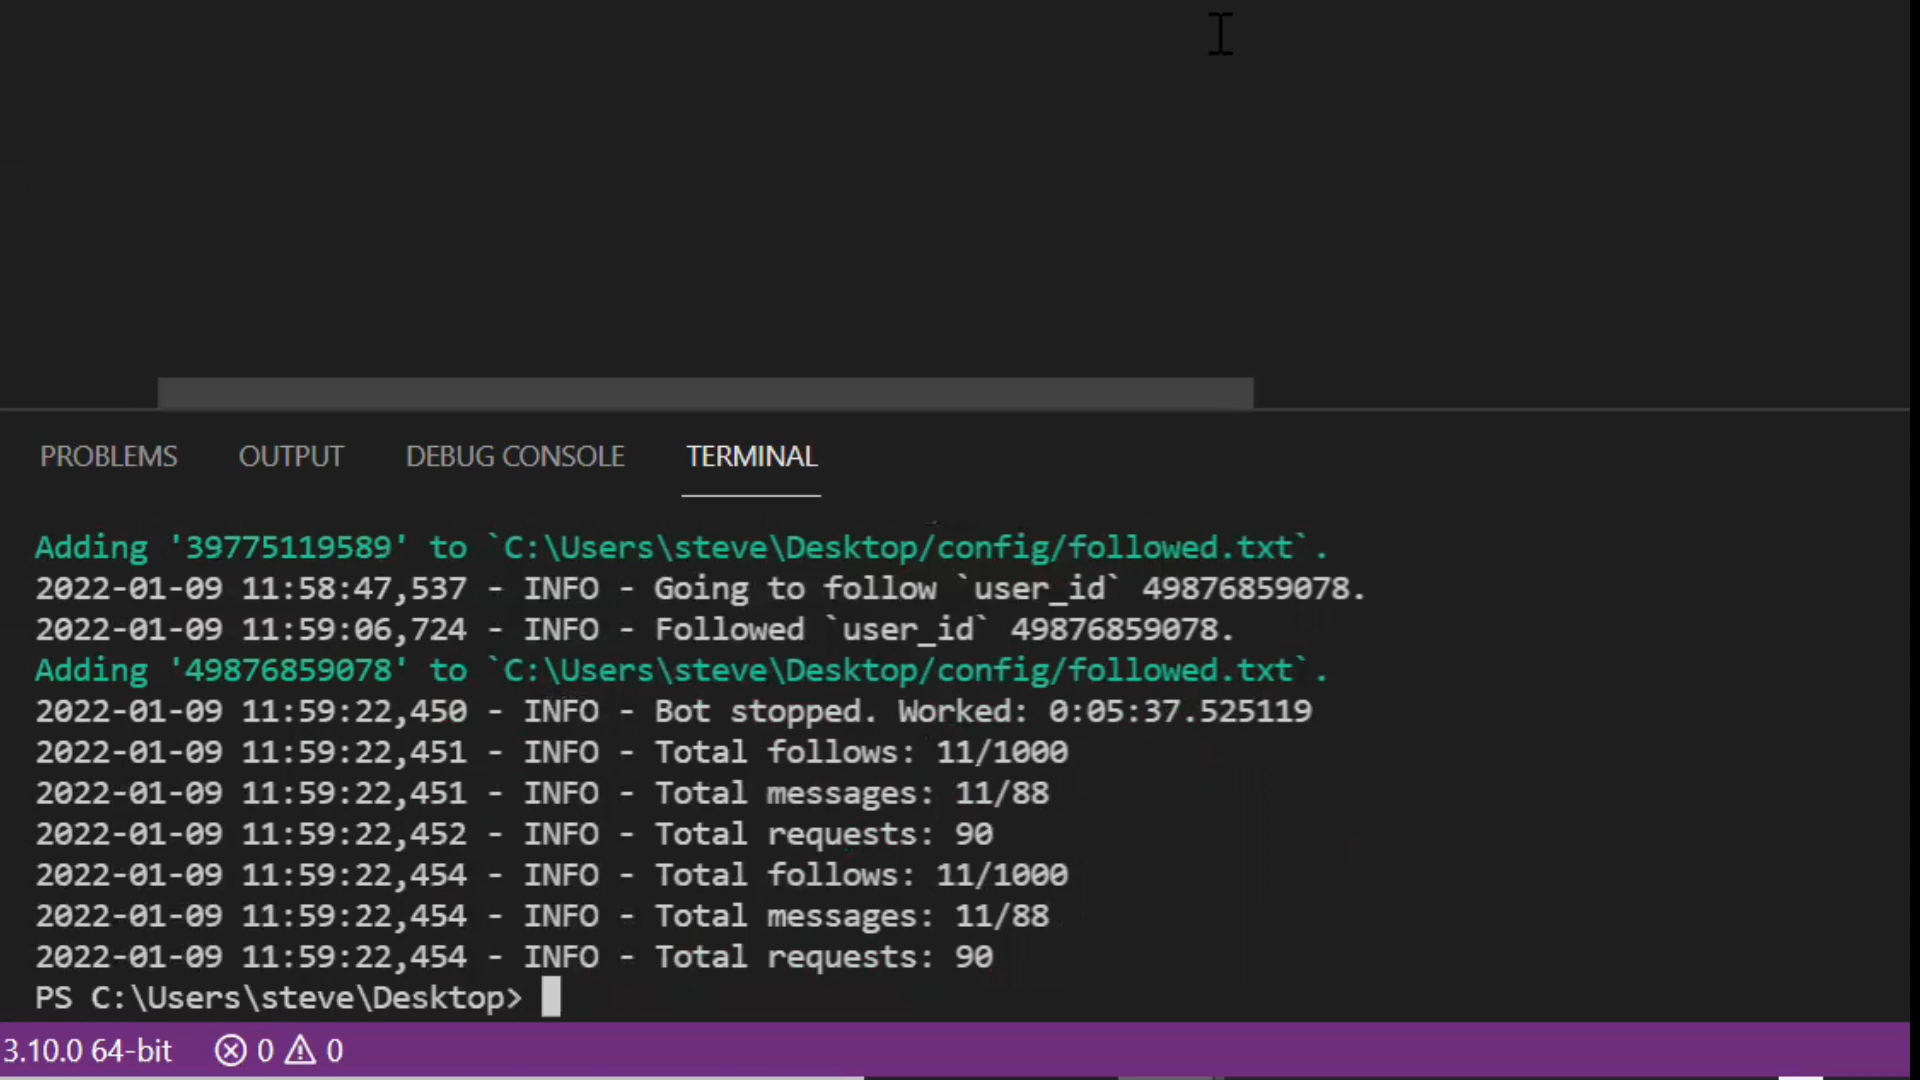 PROBLEMS OUTPUT DEBUG CONSOLE TERMINAL
Adding '39775119589' to `C:\Users\steve\Desktop/config/followed.txt`.
2022-01-09 11:58:47,537 - INFO - Going to follow `user_id` 49876859078.
2022-01-09 11:59:06,724 - INFO - Followed `user_id` 49876859078.
Adding '49876859078' to `C:\Users\steve\Desktop/config/followed.txt`.
2022-01-09 11:59:22,450 - INFO - Bot stopped. Worked: 0:05:37.525119
2022-01-09 11:59:22,451 - INFO - Total follows: 11/1000
2022-01-09 11:59:22,451 - INFO - Total messages: 11/88
2022-01-09 11:59:22,452 - INFO - Total requests: 90
2022-01-09 11:59:22,454 - INFO - Total follows: 11/1000
2022-01-09 11:59:22,454 - INFO - Total messages: 11/88
2022-01-09 11:59:22,454 - INFO - Total requests: 90
PS C:\Users\steve\Desktop>
3.10.0 64-bit 0 0